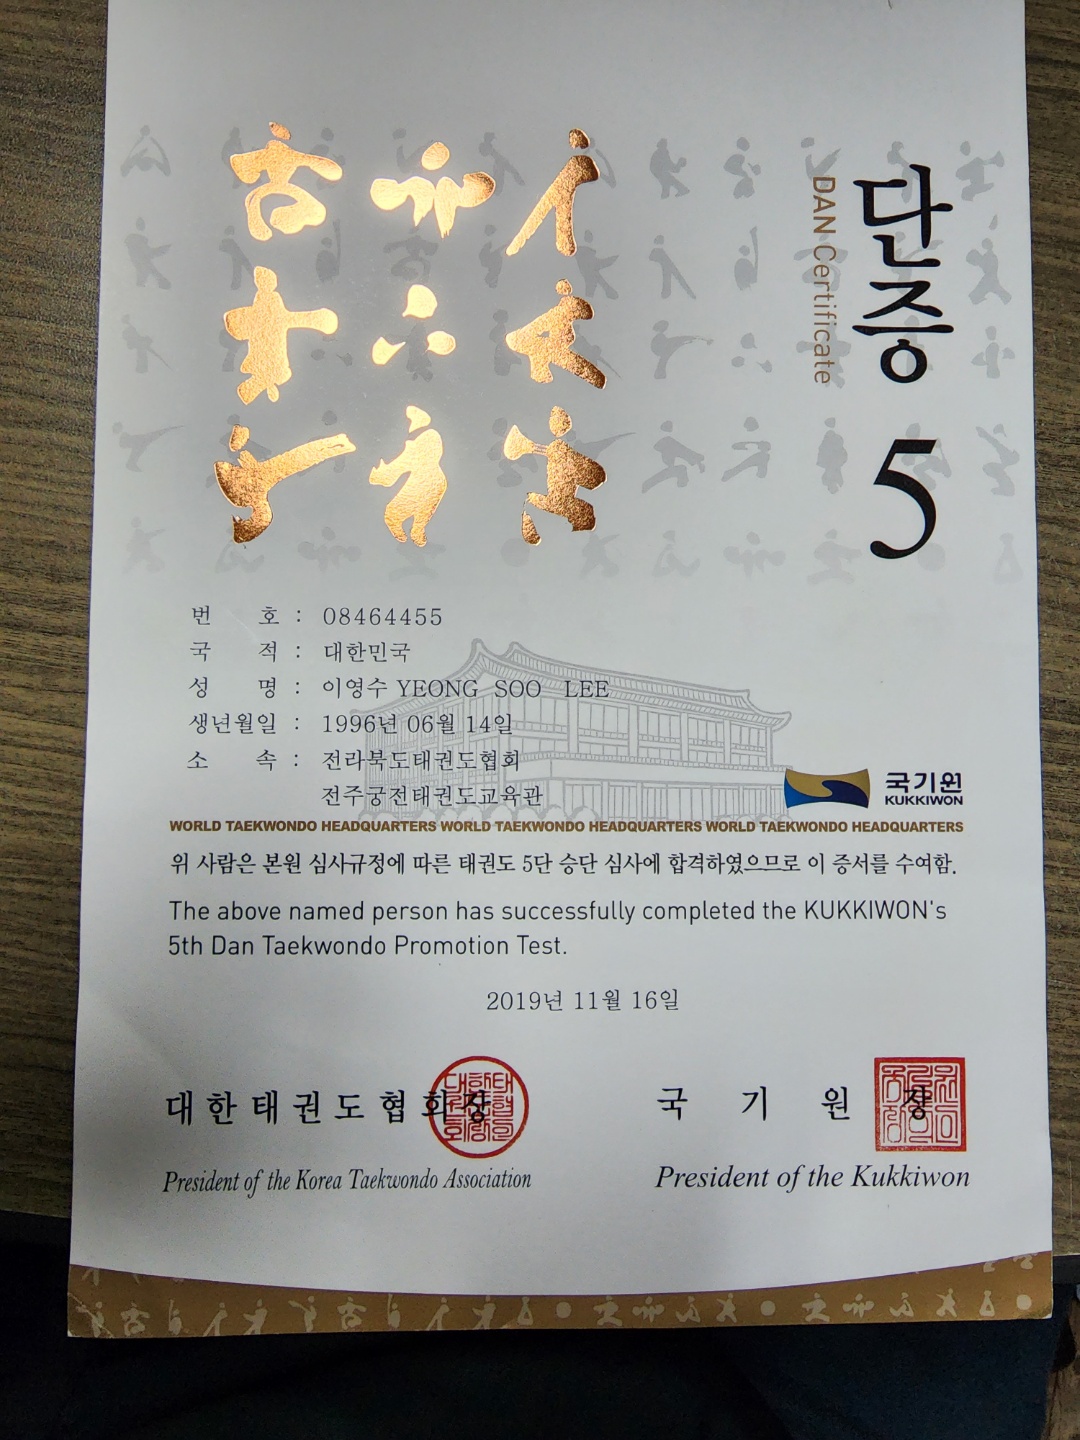 단증 5
DAN Certificate
번 호 : 08464455
국 적 : 대한민국
성 명 : 이영수 YEONG SOO LEE
생년월일 : 1996년 06월 14일
소 속 : 전라북도태권도협회
전주궁전태권도교육관
국기원
KUKKIWON
WORLD TAEKWONDO HEADQUARTERS WORLD TAEKWONDO HEADQUARTERS WORLD TAEKWONDO HEADQUARTERS
위 사람은 본원 심사규정에 따른 태권도 5단 승단 심사에 합격하였으므로 이 증서를 수여함.
The above named person has successfully completed the KUKKIWON's
5th Dan Taekwondo Promotion Test.
2019년 11월 16일
대한태권도협회장
President of the Korea Taekwondo Association
국 기 원 장
President of the Kukkiwon